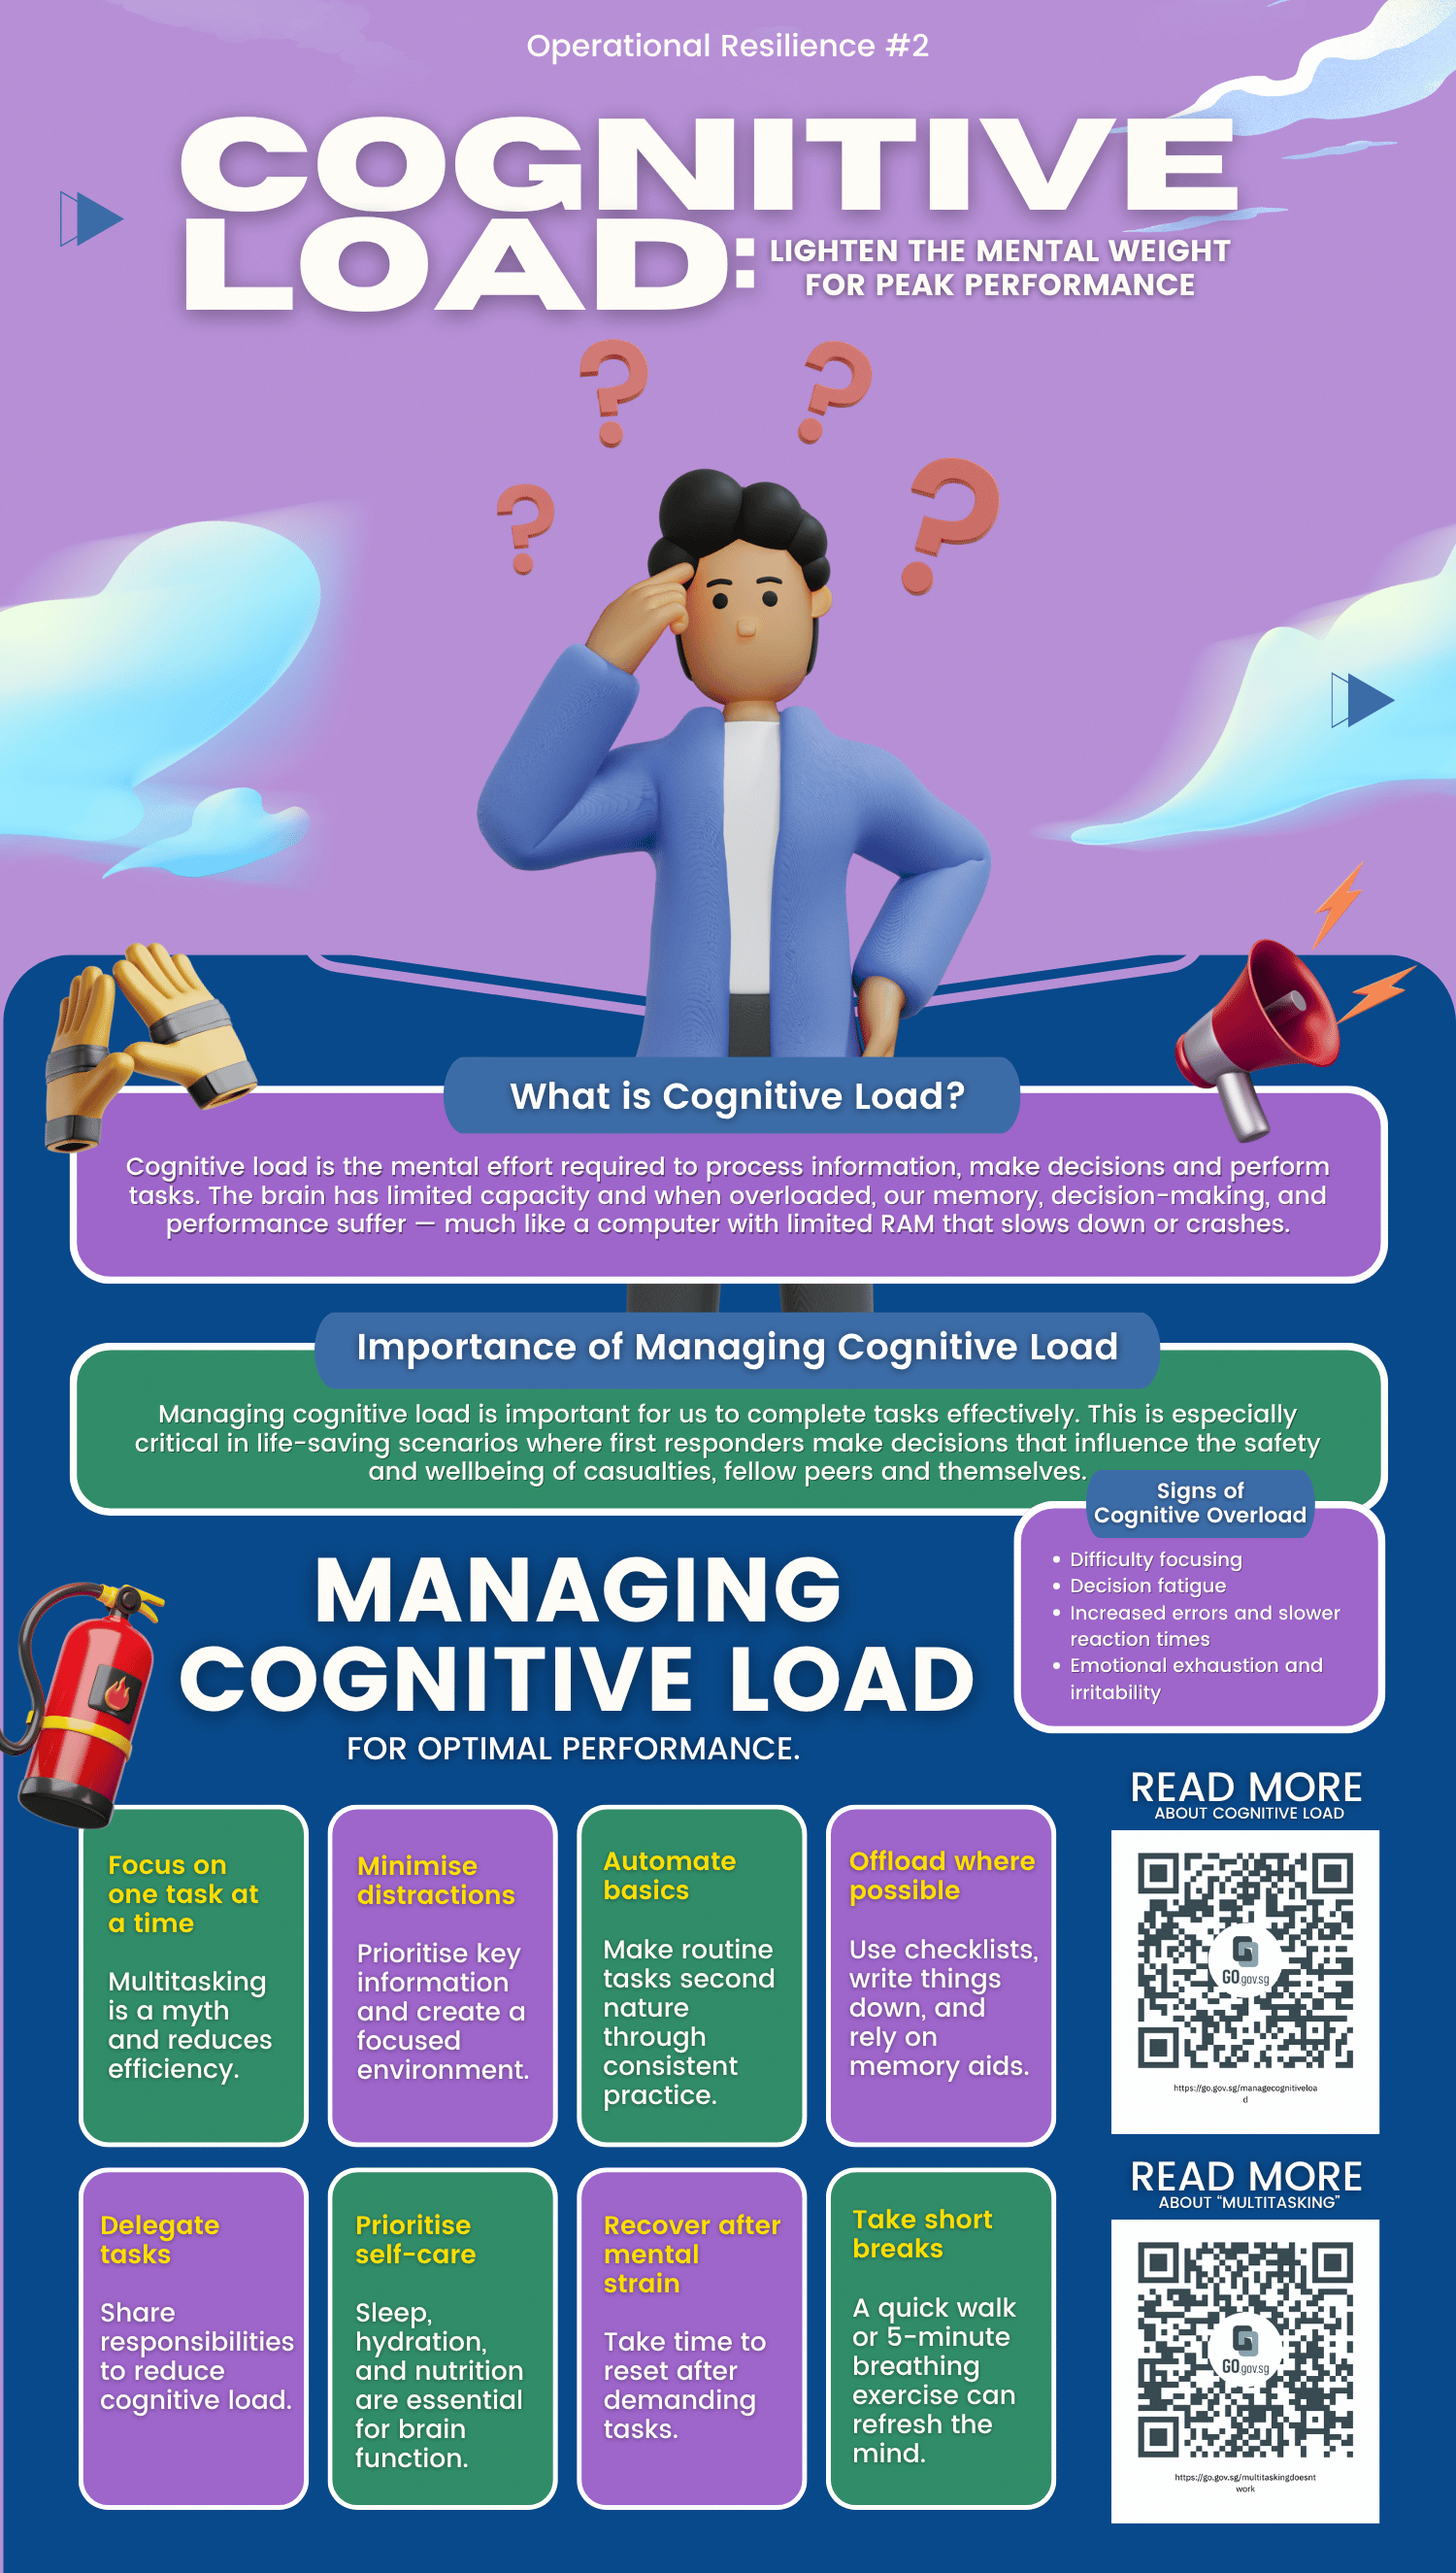 Operational Resilience #2
COGNITIVE
LOAD:
LIGHTEN THE MENTAL WEIGHT
FOR PEAK PERFORMANCE
? ? ? ?
What is Cognitive Load?
Cognitive load is the mental effort required to process information, make decisions and perform
tasks. The brain has limited capacity and when overloaded, our memory, decision-making, and
performance suffer — much like a computer with limited RAM that slows down or crashes.
Importance of Managing Cognitive Load
Managing cognitive load is important for us to complete tasks effectively. This is especially
critical in life-saving scenarios where first responders make decisions that influence the safety
and wellbeing of casualties, fellow peers and themselves.
Signs of
Cognitive Overload
• Difficulty focusing
• Decision fatigue
• Increased errors and slower
reaction times
• Emotional exhaustion and
irritability
MANAGING
COGNITIVE LOAD
FOR OPTIMAL PERFORMANCE.
Focus on
one task at
a time
Multitasking
is a myth
and reduces
efficiency.
Minimise
distractions
Prioritise key
information
and create a
focused
environment.
Automate
basics
Make routine
tasks second
nature
through
consistent
practice.
Offload where
possible
Use checklists,
write things
down, and
rely on
memory aids.
Delegate
tasks
Share
responsibilities
to reduce
cognitive load.
Prioritise
self-care
Sleep,
hydration,
and nutrition
are essential
for brain
function.
Recover after
mental
strain
Take time to
reset after
demanding
tasks.
Take short
breaks
A quick walk
or 5-minute
breathing
exercise can
refresh the
mind.
READ MORE
ABOUT COGNITIVE LOAD
GO gov.sg
https://go.gov.sg/managecognitiveloa
d
READ MORE
ABOUT “MULTITASKING”
GO gov.sg
https://go.gov.sg/multitaskingdoesnt
work